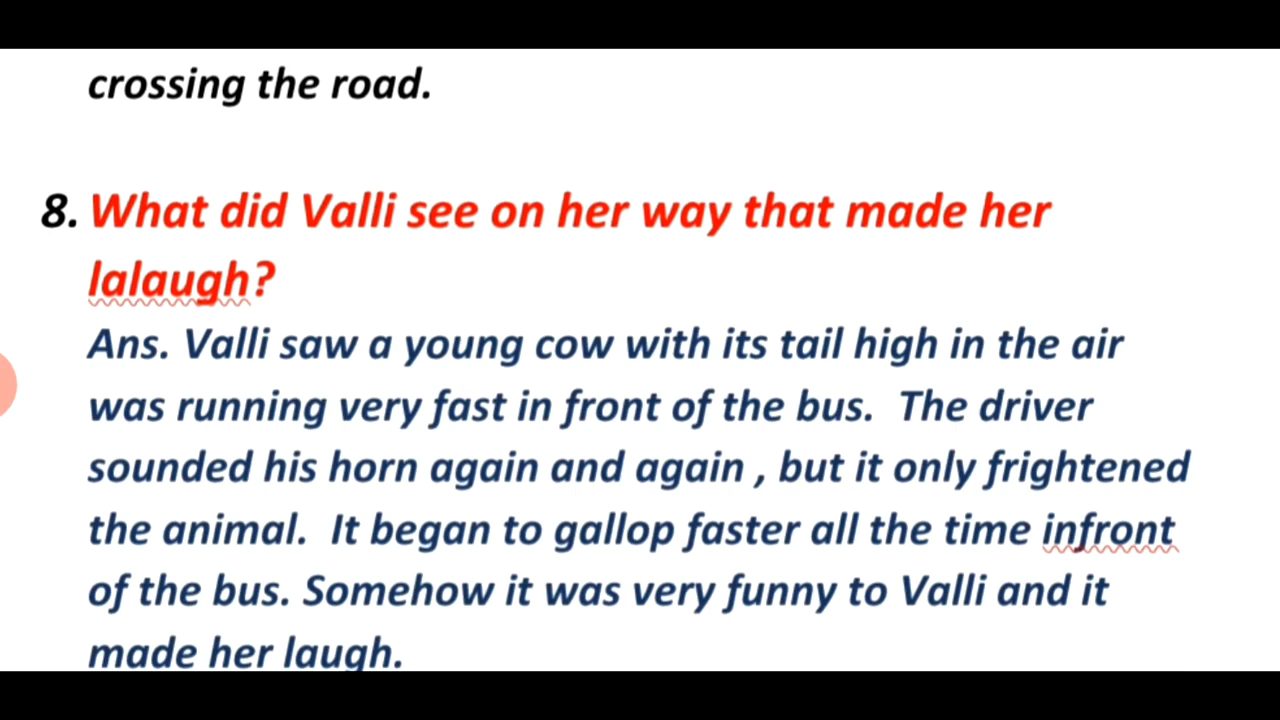 crossing the road.
8. What did Valli see on her way that made her
lalaugh?
Ans. Valli saw a young cow with its tail high in the air
was running very fast in front of the bus.  The driver
sounded his horn again and again , but it only frightened
the animal.  It began to gallop faster all the time infront
of the bus. Somehow it was very funny to Valli and it
made her laugh.